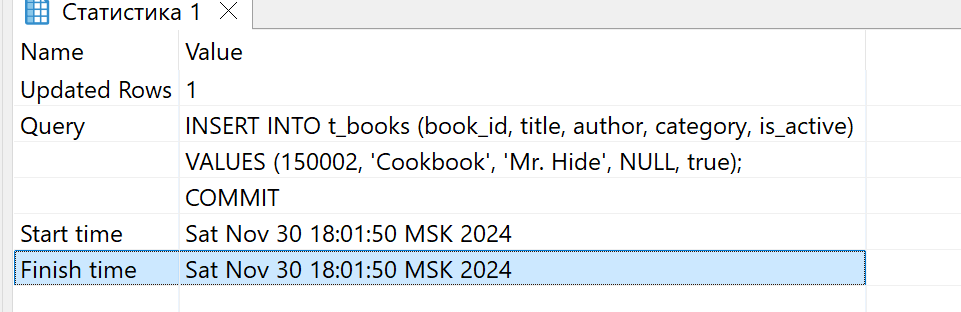 Статистика 1
Name Value
Updated Rows 1
Query INSERT INTO t_books (book_id, title, author, category, is_active)
VALUES (150002, 'Cookbook', 'Mr. Hide', NULL, true);
COMMIT
Start time Sat Nov 30 18:01:50 MSK 2024
Finish time Sat Nov 30 18:01:50 MSK 2024